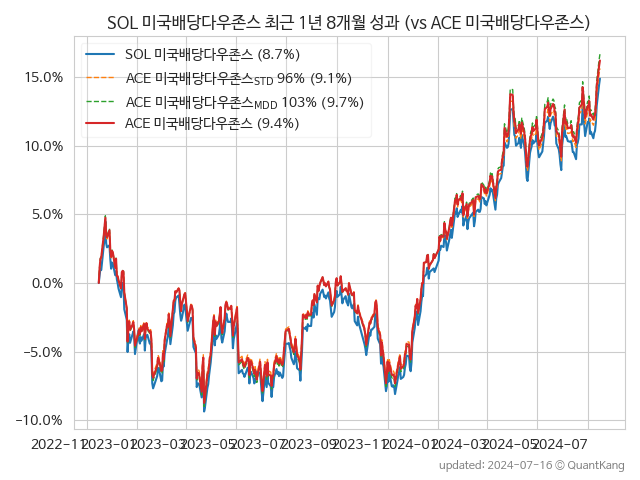 SOL 미국배당다우존스 최근 1년 8개월 성과 (vs ACE 미국배당다우존스)
SOL 미국배당다우존스 (8.7%)
ACE 미국배당다우존스STD 96% (9.1%)
ACE 미국배당다우존스MDD 103% (9.7%)
ACE 미국배당다우존스 (9.4%)
15.0%
10.0%
5.0%
0.0%
−5.0%
−10.0%
2022-11 2023-01 2023-03 2023-05 2023-07 2023-09 2023-11 2024-01 2024-03 2024-05 2024-07
updated: 2024-07-16 © QuantKang